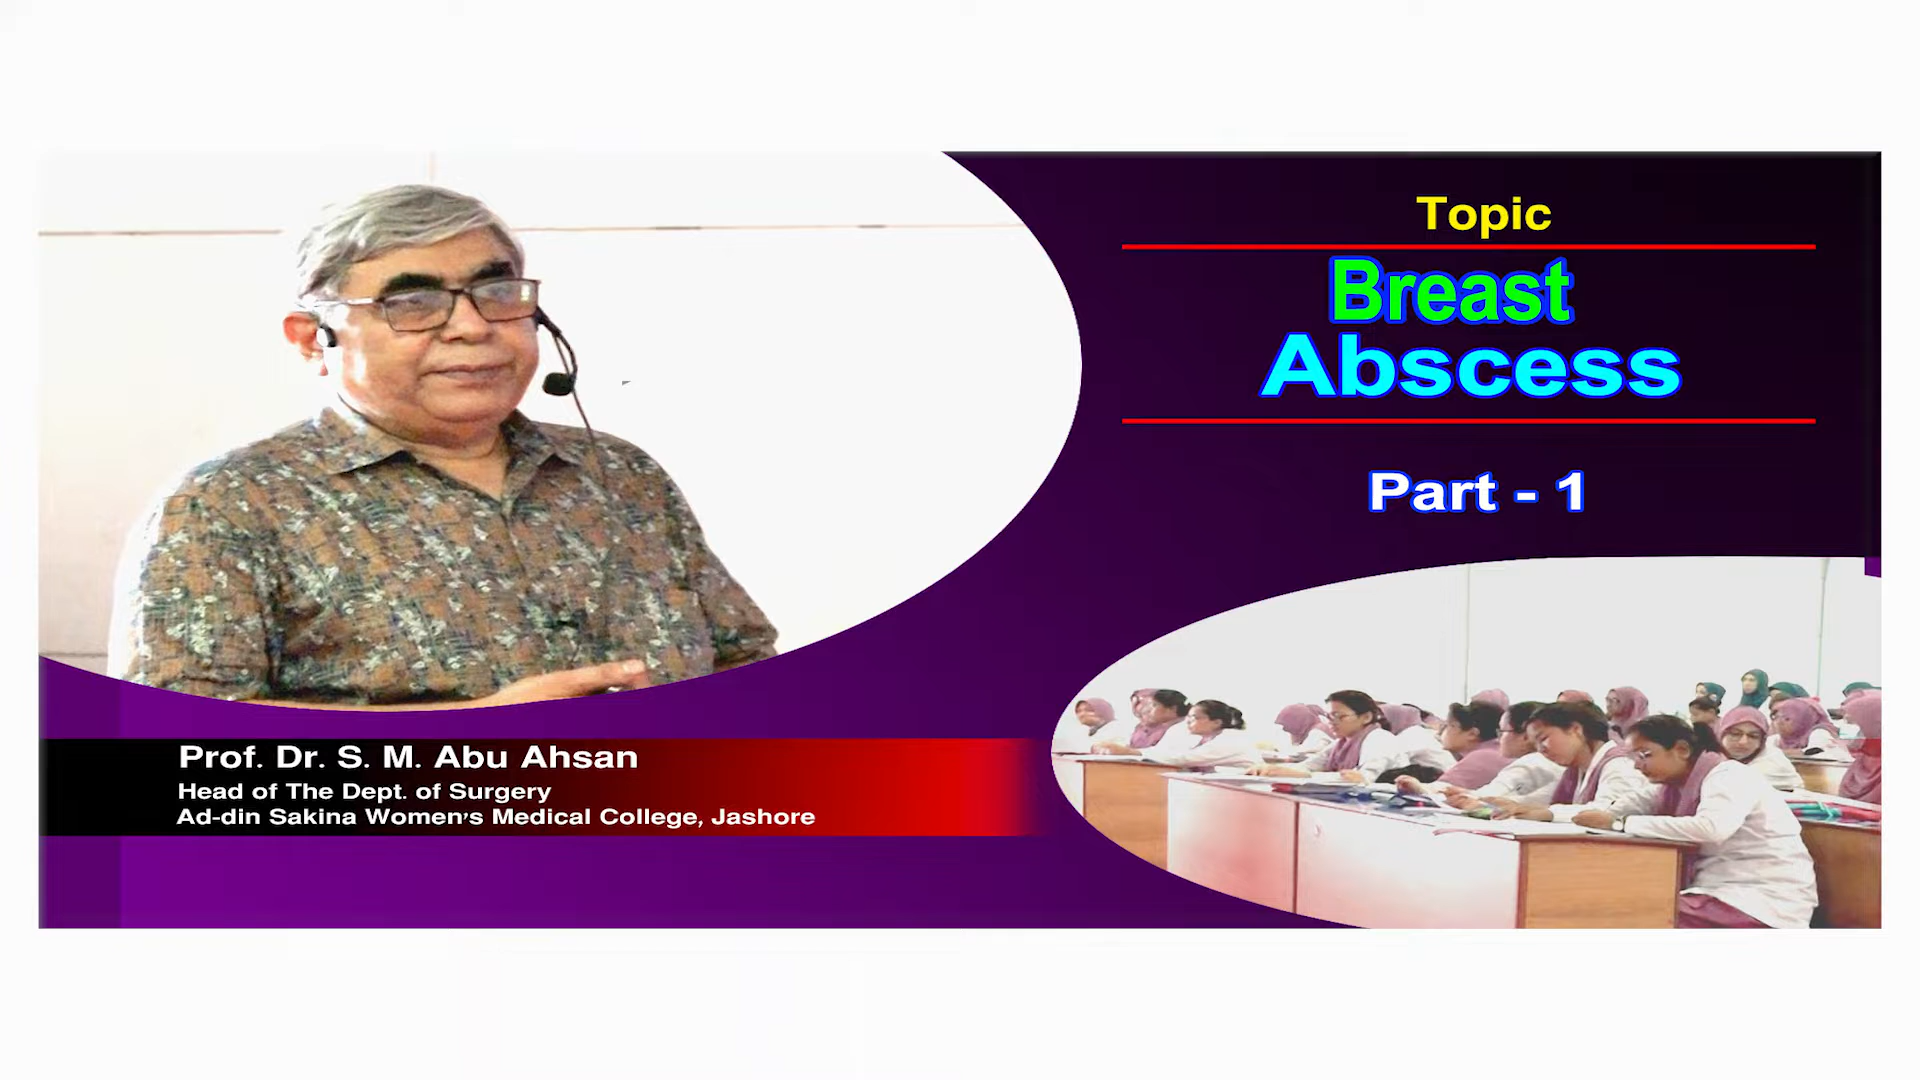 Topic
Breast
Abscess
Part - 1
Prof. Dr. S. M. Abu Ahsan
Head of The Dept. of Surgery
Ad-din Sakina Women's Medical College, Jashore